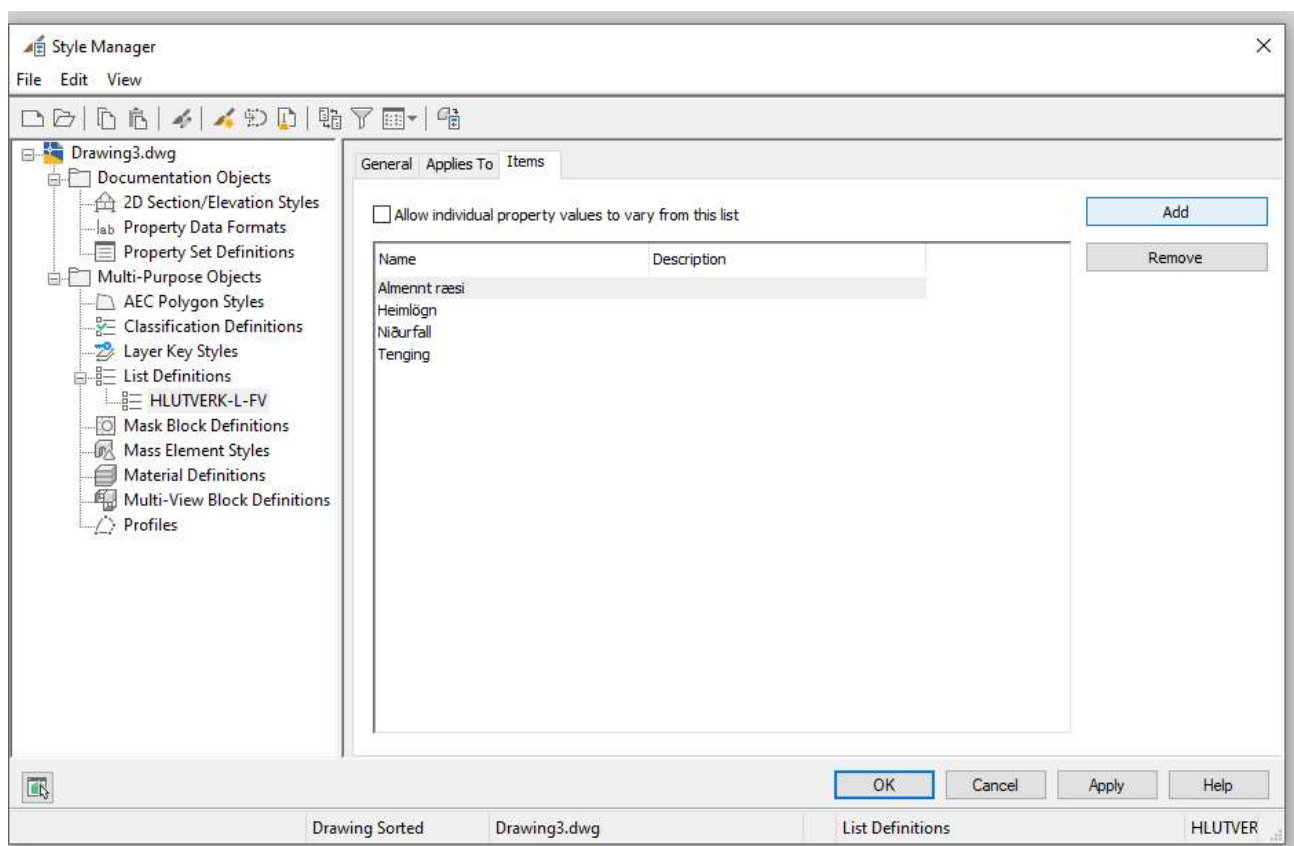 Style Manager
File Edit View
Drawing3.dwg
Documentation Objects
2D Section/Elevation Styles
ab Property Data Formats
Property Set Definitions
Multi-Purpose Objects
AEC Polygon Styles
Classification Definitions
Layer Key Styles
List Definitions
HLUTVERK-L-FV
Mask Block Definitions
Mass Element Styles
Material Definitions
Multi-View Block Definitions
Profiles
General Applies To Items
Allow individual property values to vary from this list
Add
Remove
Name Description
Almennt ræsi
Heimlögn
Niðurfall
Tenging
OK Cancel Apply Help
Drawing Sorted Drawing3.dwg List Definitions HLUTVER